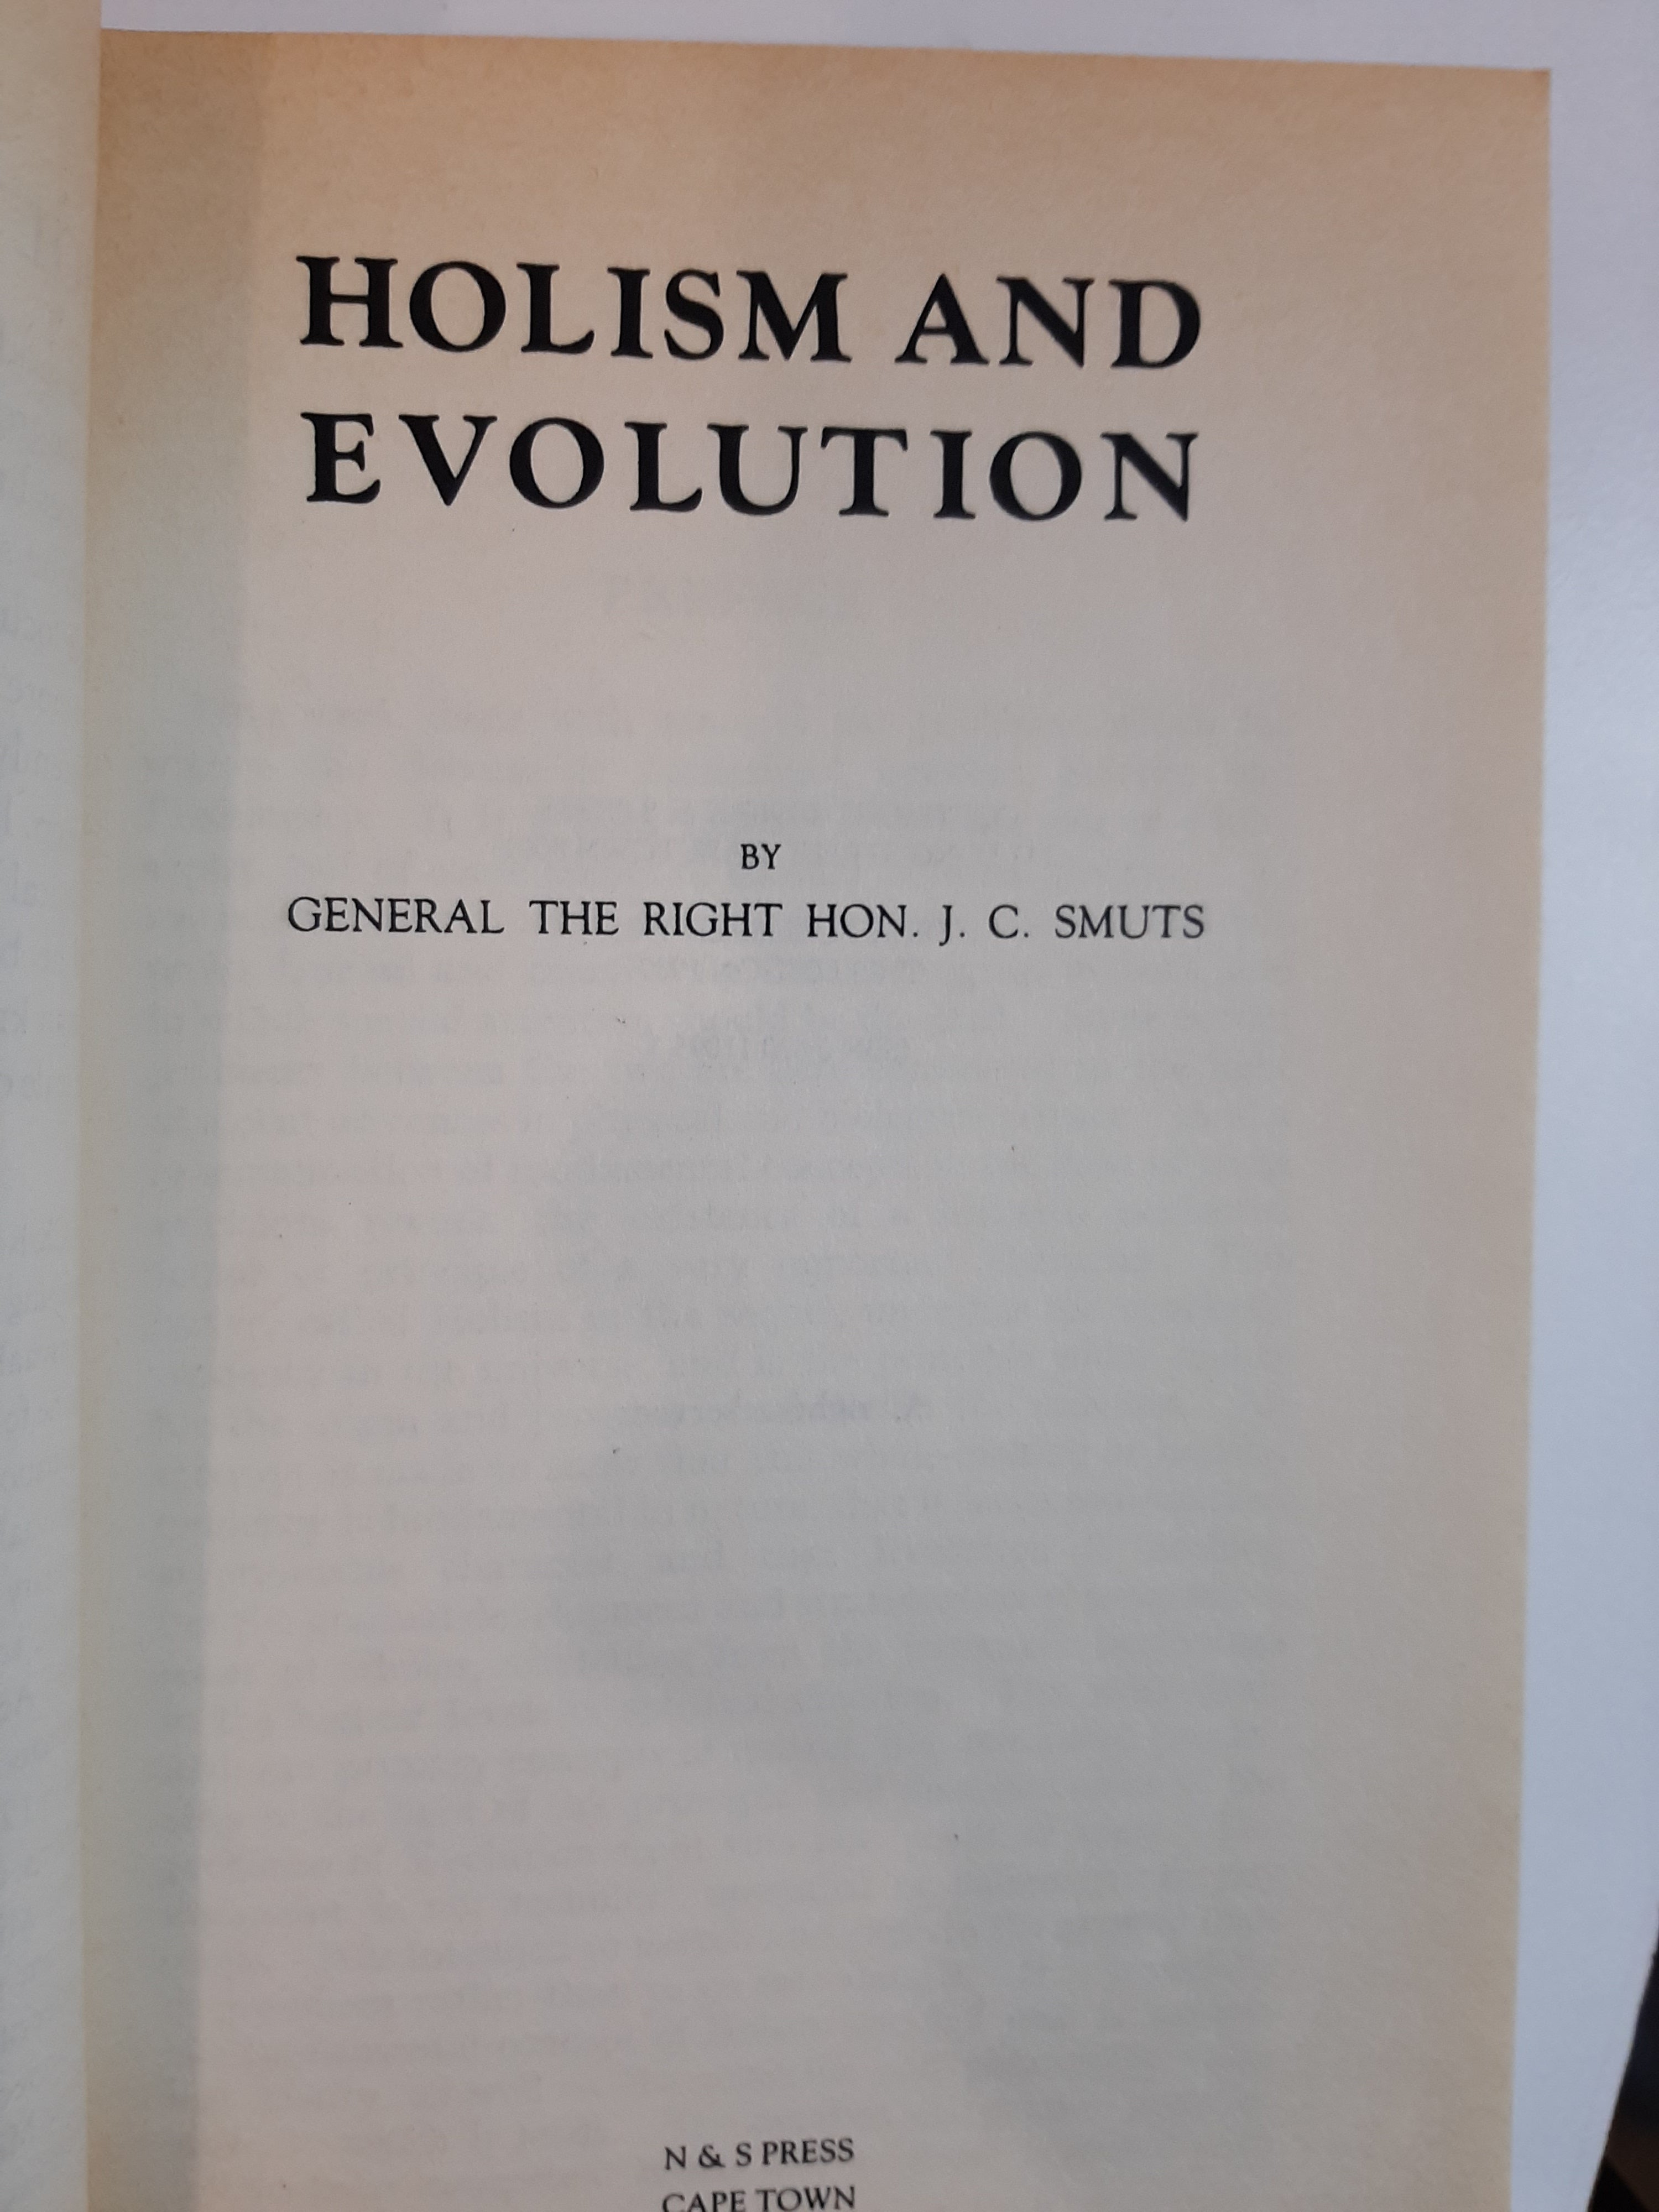 HOLISM AND
EVOLUTION
BY
GENERAL THE RIGHT HON. J. C. SMUTS
N & S PRESS
CAPE TOWN